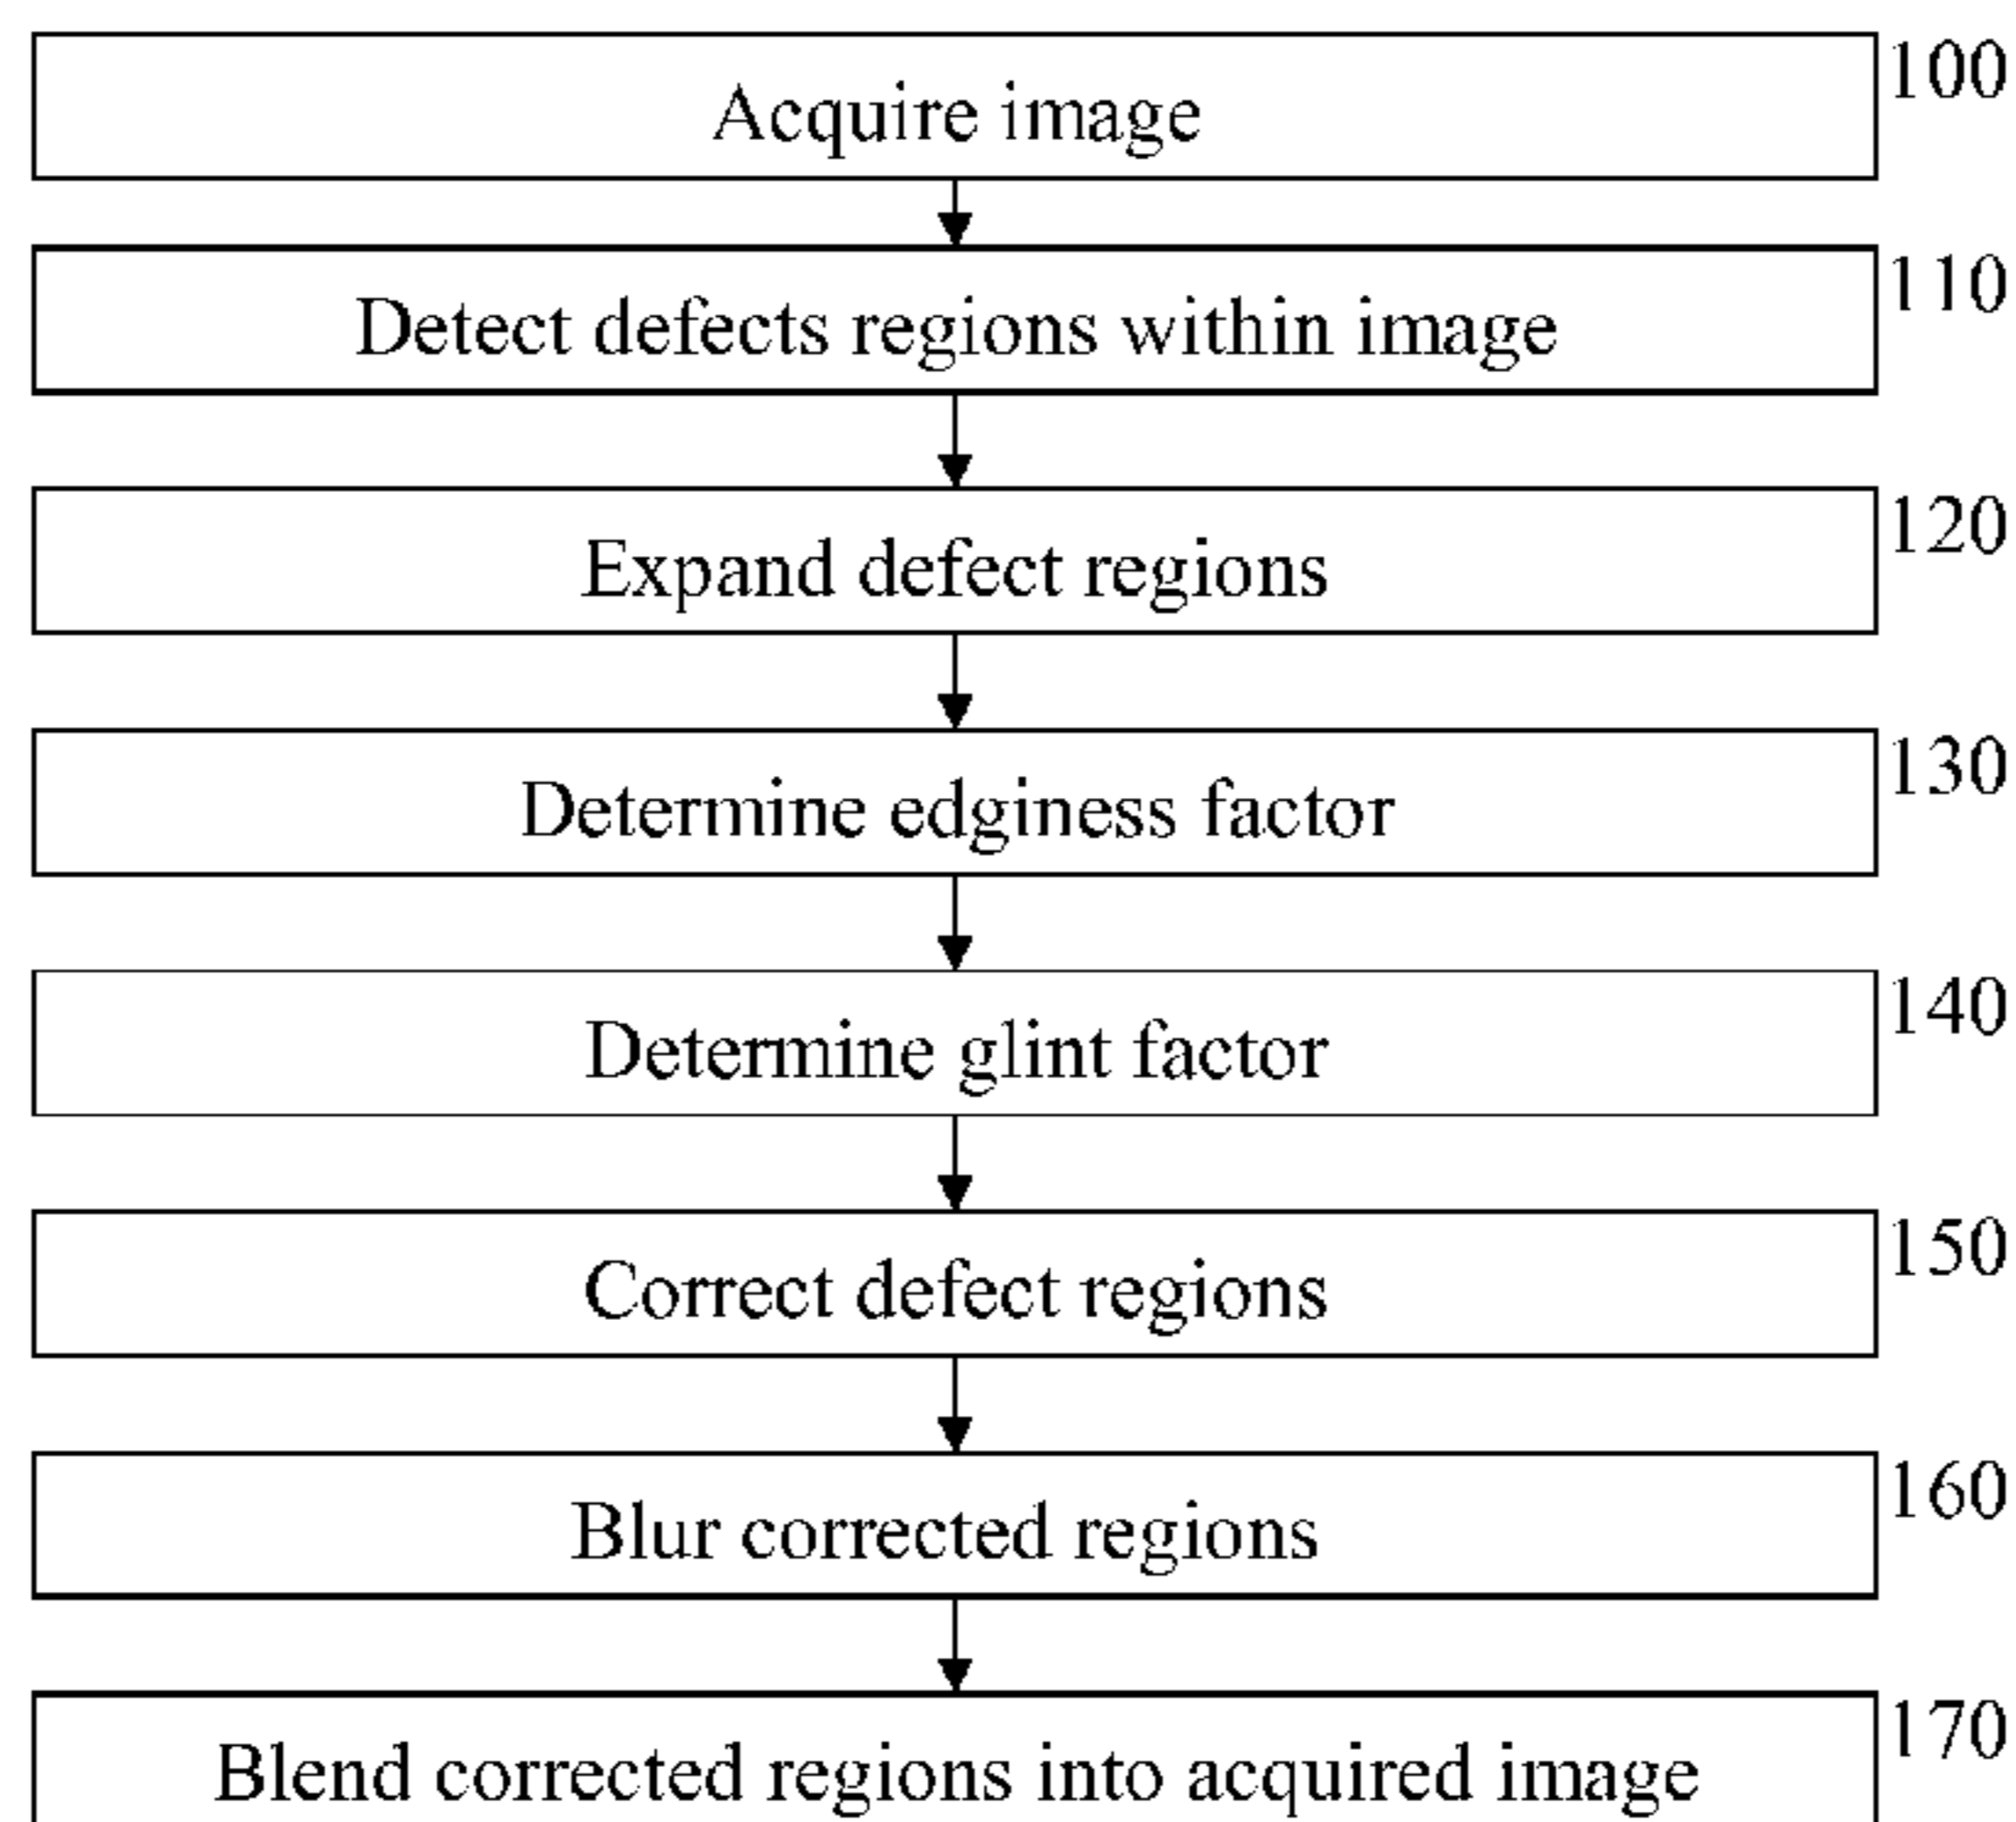 Acquire image 100
Detect defects regions within image 110
Expand defect regions 120
Determine edginess factor 130
Determine glint factor 140
Correct defect regions 150
Blur corrected regions 160
Blend corrected regions into acquired image 170